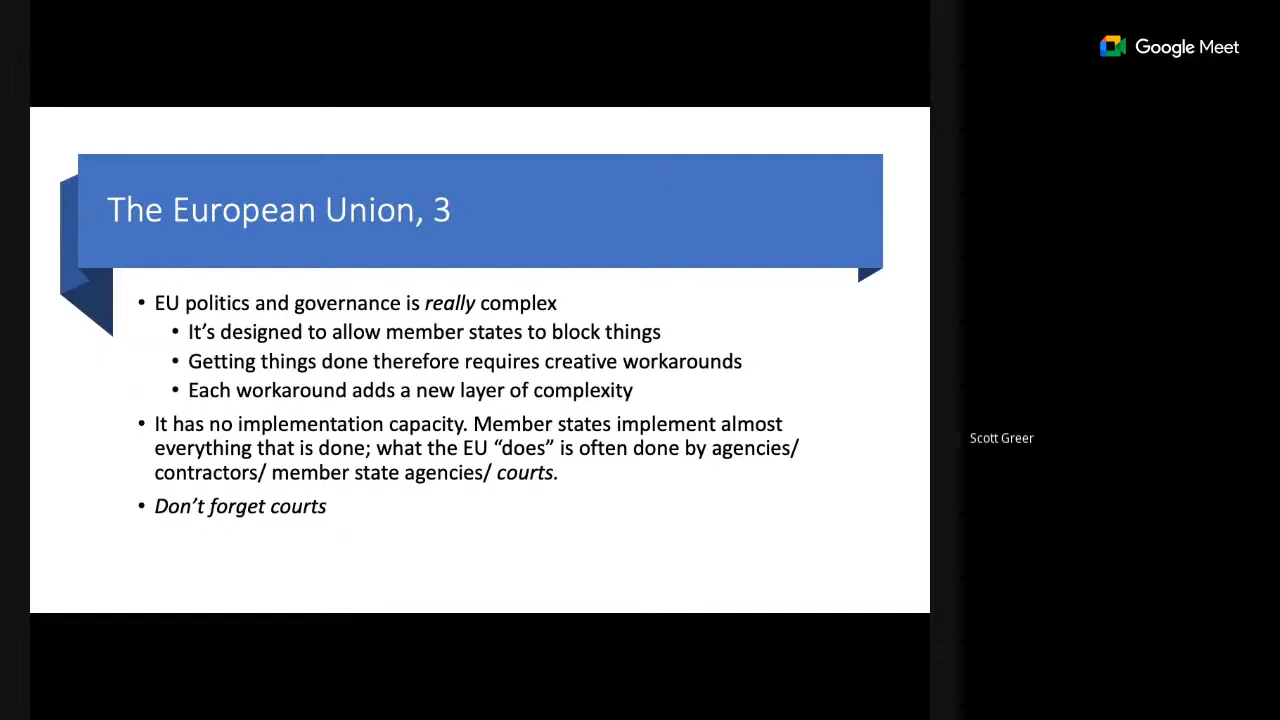 Google Meet
The European Union, 3
• EU politics and governance is really complex
• It’s designed to allow member states to block things
• Getting things done therefore requires creative workarounds
• Each workaround adds a new layer of complexity
• It has no implementation capacity. Member states implement almost
everything that is done; what the EU “does” is often done by agencies/
contractors/ member state agencies/ courts.
• Don’t forget courts
Scott Greer